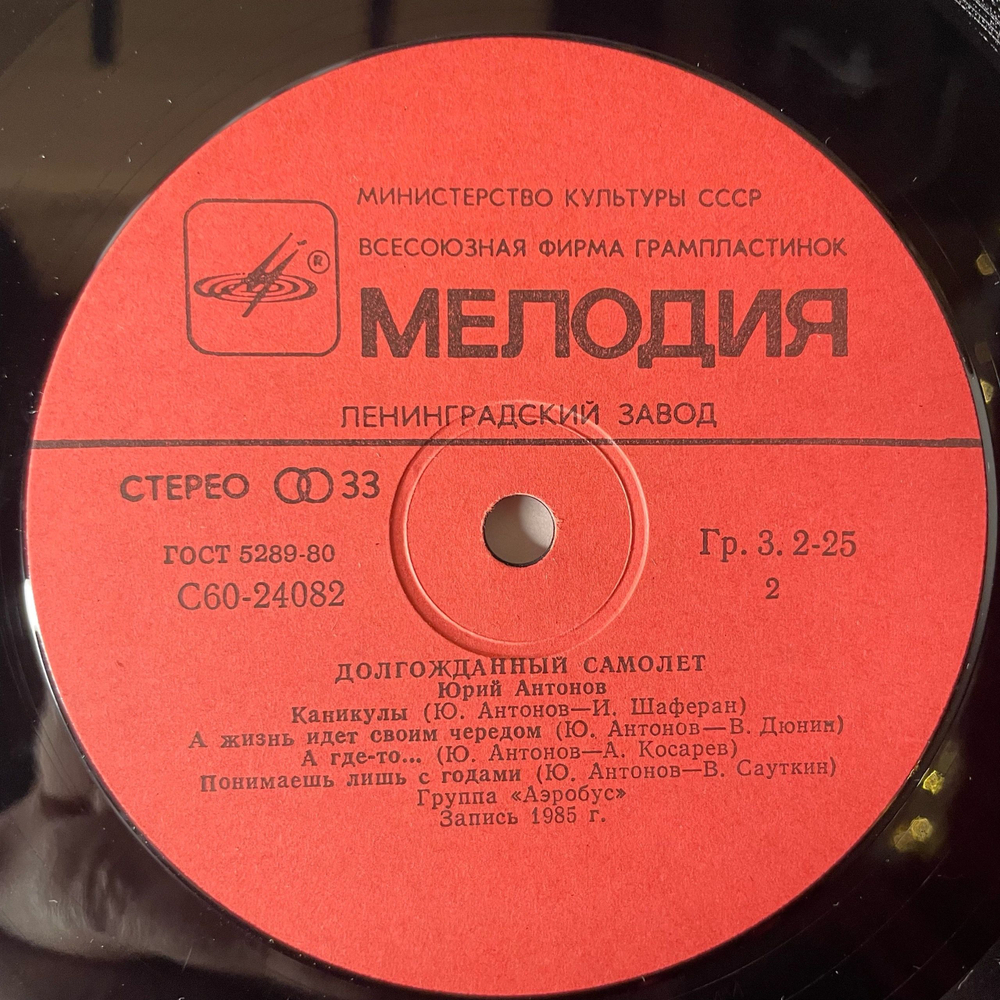 МИНИСТЕРСТВО КУЛЬТУРЫ СССР
ВСЕСОЮЗНАЯ ФИРМА ГРАМПЛАСТИНОК
®
МЕЛОДИЯ
ЛЕНИНГРАДСКИЙ ЗАВОД
СТЕРЕО 33
ГОСТ 5289-80
С60-24082
Гр. 3. 2-25
2
ДОЛГОЖДАННЫЙ САМОЛЕТ
Юрий Антонов
Каникулы (Ю. Антонов—И. Шаферан)
А жизнь идет своим чередом (Ю. Антонов—В. Дюнин)
А где-то... (Ю. Антонов—А. Косарев)
Понимаешь лишь с годами (Ю. Антонов—В. Сауткин)
Группа «Аэробус»
Запись 1985 г.